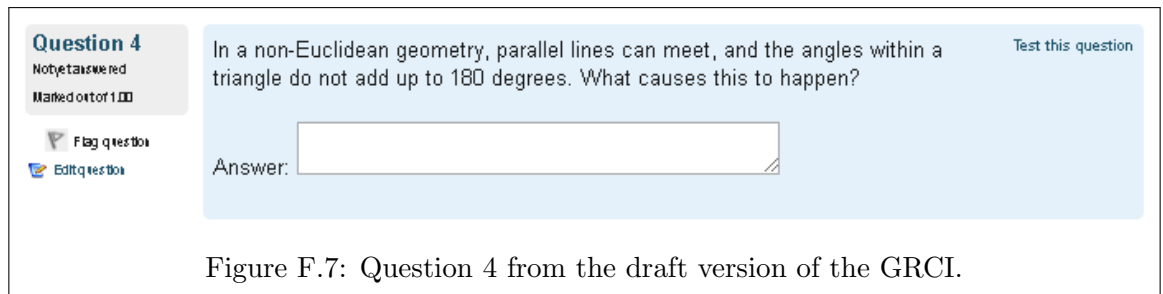 Question 4
Not yet answered
Marked out of 1.00
Flag question
Edit question
In a non-Euclidean geometry, parallel lines can meet, and the angles within a
triangle do not add up to 180 degrees. What causes this to happen?
Test this question
Answer:
Figure F.7: Question 4 from the draft version of the GRCI.